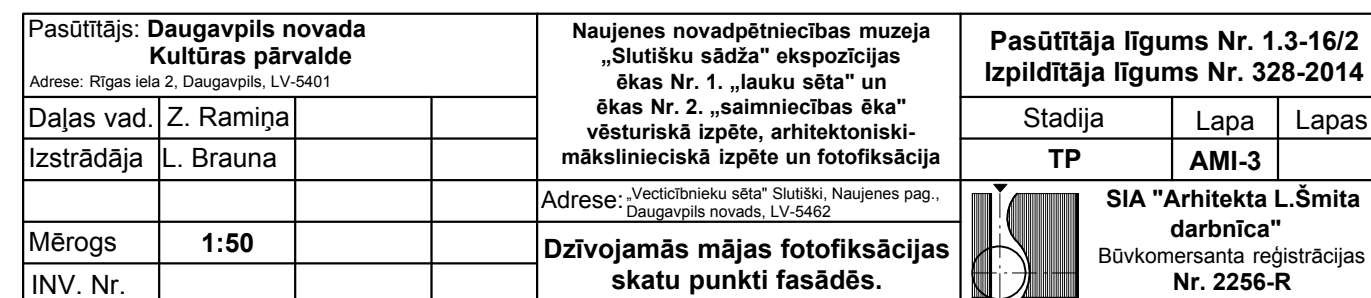 Pasūtītājs: Daugavpils novada
Kultūras pārvalde
Adrese: Rīgas iela 2, Daugavpils, LV-5401
Daļas vad. Z. Ramiņa
Izstrādāja L. Brauna
Mērogs 1:50
INV. Nr.
Naujenes novadpētniecības muzeja
„Slutišku sādža" ekspozīcijas
ēkas Nr. 1. „lauku sēta" un
ēkas Nr. 2. „saimniecības ēka"
vēsturiskā izpēte, arhitektoniski-
mākslinieciskā izpēte un fotofiksācija
Adrese: „Vecticībnieku sēta" Slutiški, Naujenes pag.,
Daugavpils novads, LV-5462
Dzīvojamās mājas fotofiksācijas
skatu punkti fasādēs.
Pasūtītāja līgums Nr. 1.3-16/2
Izpildītāja līgums Nr. 328-2014
Stadija Lapa Lapas
TP AMI-3
SIA "Arhitekta L.Šmita
darbnīca"
Būvkomersanta reģistrācijas
Nr. 2256-R